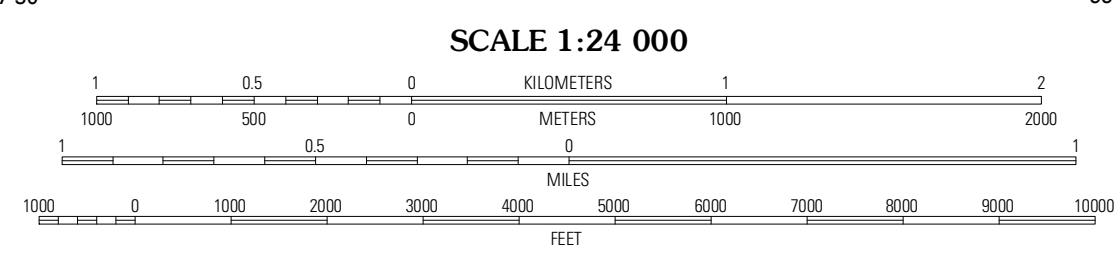 SCALE 1:24 000
1 0.5 0 KILOMETERS 1 2
1000 500 0 METERS 1000 2000
1 0.5 0 1
MILES
1000 0 1000 2000 3000 4000 5000 6000 7000 8000 9000 10000
FEET